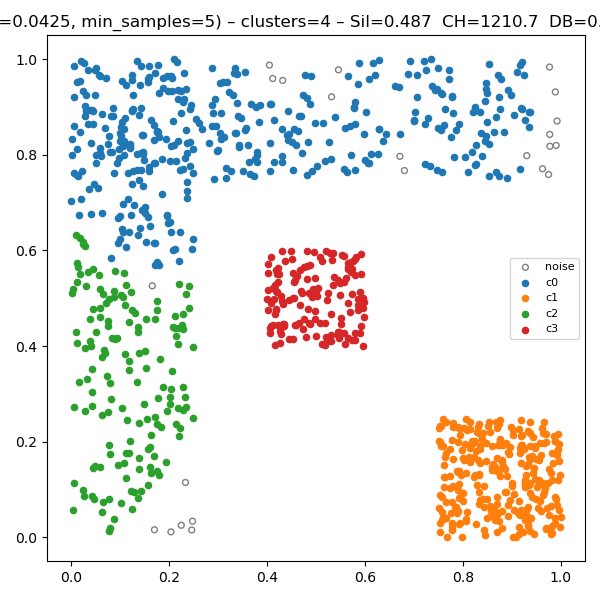 =0.0425, min_samples=5) – clusters=4 – Sil=0.487 CH=1210.7 DB=0.
1.0
0.8
0.6
0.4
0.2
0.0
0.0 0.2 0.4 0.6 0.8 1.0
noise
c0
c1
c2
c3